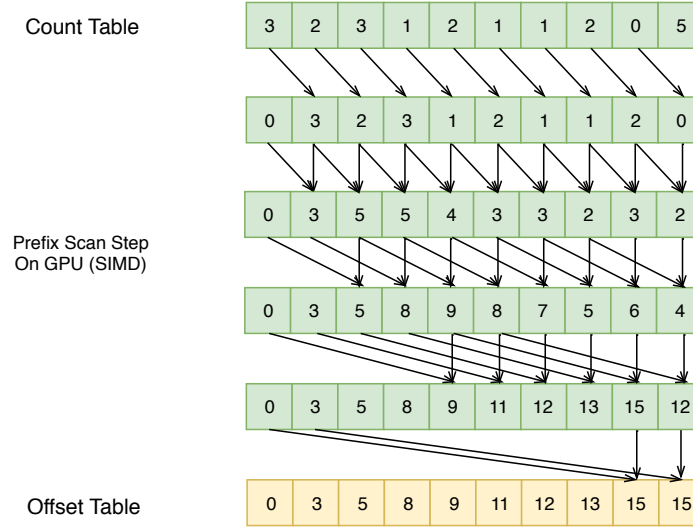 Count Table 3 2 3 1 2 1 1 2 0 5
0 3 2 3 1 2 1 1 2 0
0 3 5 5 4 3 3 2 3 2
Prefix Scan Step
On GPU (SIMD)
0 3 5 8 9 8 7 5 6 4
0 3 5 8 9 11 12 13 15 12
Offset Table 0 3 5 8 9 11 12 13 15 15